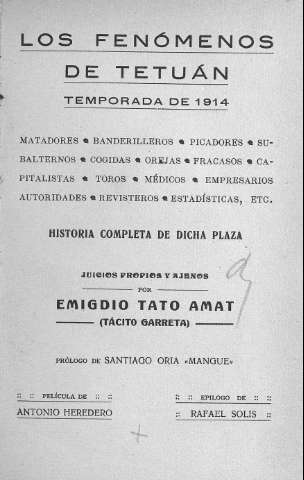 LOS FENÓMENOS
DE TETUÁN
TEMPORADA DE 1914
MATADORES • BANDERILLEROS • PICADORES • SU-
BALTERNOS • COGIDAS • OREJAS • FRACASOS • CA-
PITALISTAS • TOROS • MÉDICOS • EMPRESARIOS
AUTORIDADES • REVISTEROS • ESTADÍSTICAS, ETC.
HISTORIA COMPLETA DE DICHA PLAZA
JUICIOS PROPIOS Y AJENOS
POR
EMIGDIO TATO AMAT
(TÁCITO GARRETA)
PRÓLOGO DE SANTIAGO ORIA «MANGUE»
:: :: PELÍCULA DE :: ::
ANTONIO HEREDERO
:: :: EPÍLOGO DE :: ::
:: RAFAEL SOLIS ::